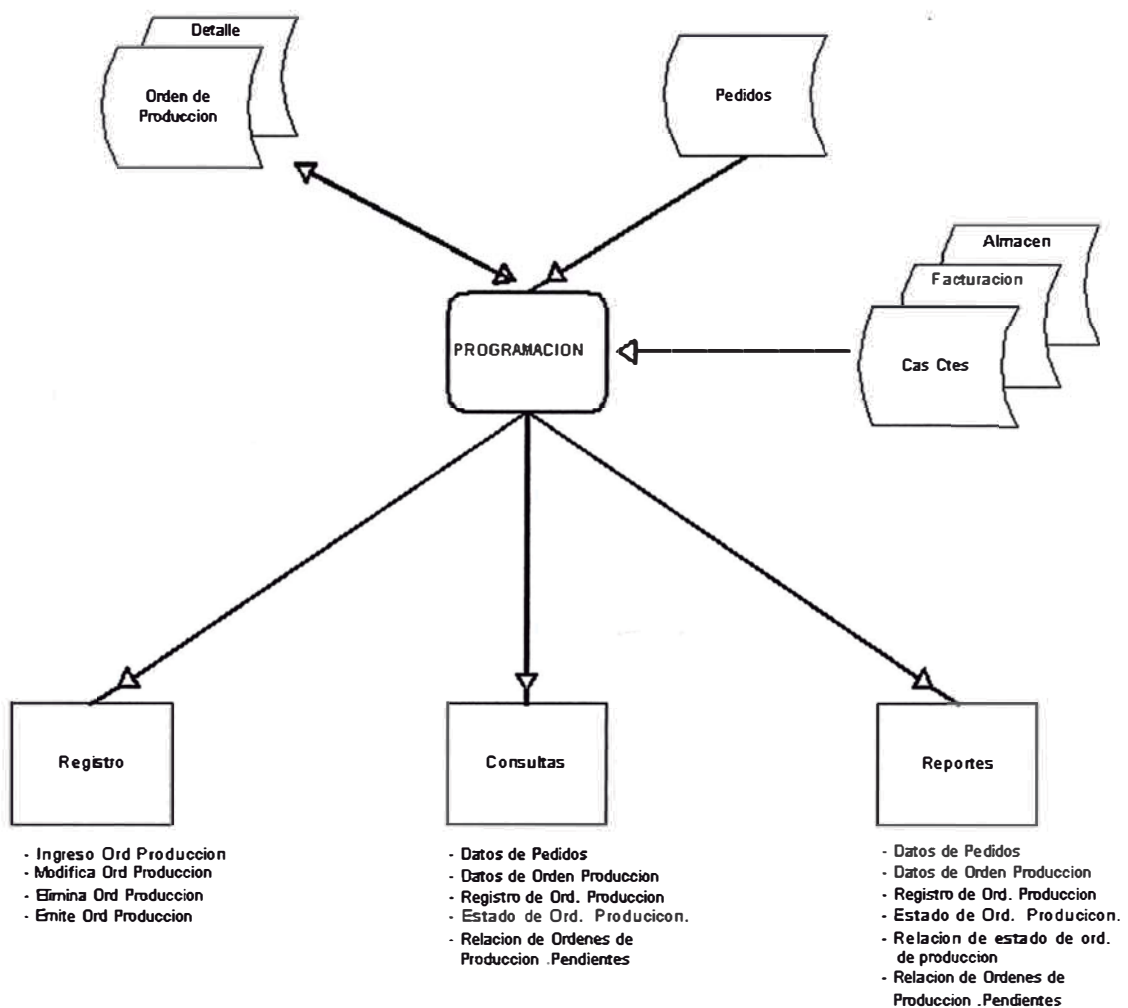 Detalle
Orden de
Produccion
Pedidos
Almacen
Facturacion
Cas Ctes
PROGRAMACION
Registro
- Ingreso Ord Produccion
- Modifica Ord Produccion
- Elimina Ord Produccion
- Emite Ord Produccion
Consultas
- Datos de Pedidos
- Datos de Orden Produccion
- Registro de Ord. Produccion
- Estado de Ord. Producicon.
- Relacion de Ordenes de
Produccion .Pendientes
Reportes
- Datos de Pedidos
- Datos de Orden Produccion
- Registro de Ord. Produccion
- Estado de Ord. Producicon.
- Relacion de estado de ord.
de produccion
- Relacion de Ordenes de
Produccion .Pendientes